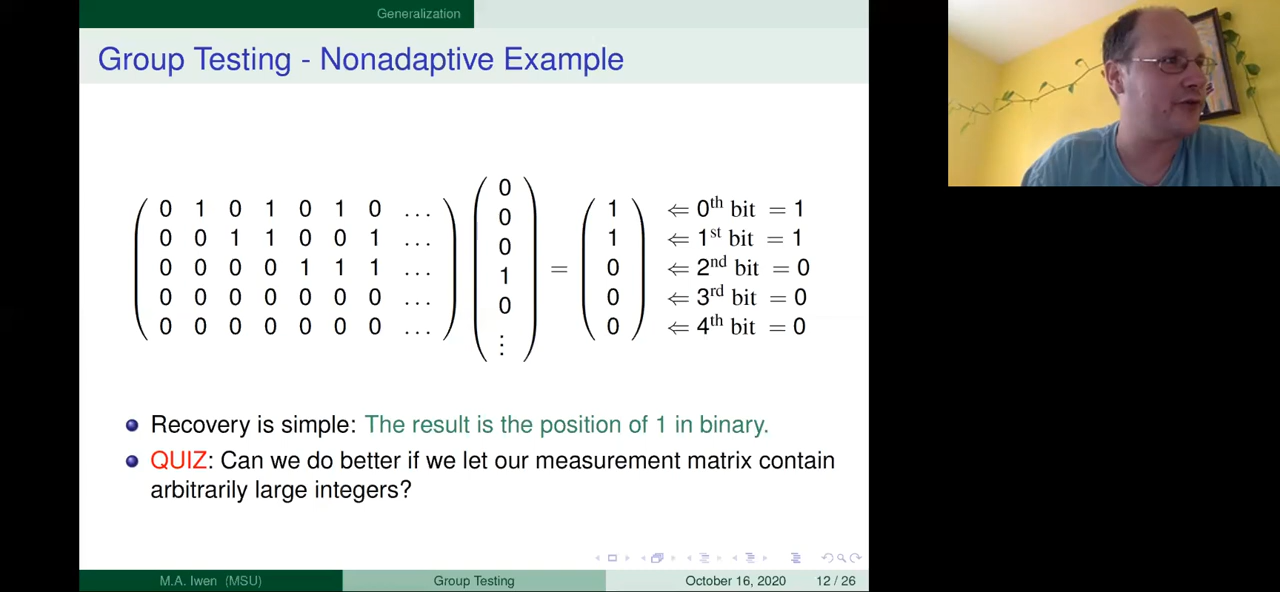 Generalization
Group Testing - Nonadaptive Example
0 1 0 1 0 1 0 ...
0 0 1 1 0 0 1 ...
0 0 0 0 1 1 1 ...
0 0 0 0 0 0 0 ...
0 0 0 0 0 0 0 ...
0
0
0
1
0
⋮
=
1
1
0
0
0
⇐ 0th bit = 1
⇐ 1st bit = 1
⇐ 2nd bit = 0
⇐ 3rd bit = 0
⇐ 4th bit = 0
Recovery is simple: The result is the position of 1 in binary.
QUIZ: Can we do better if we let our measurement matrix contain
arbitrarily large integers?
M.A. Iwen (MSU) Group Testing October 16, 2020 12 / 26